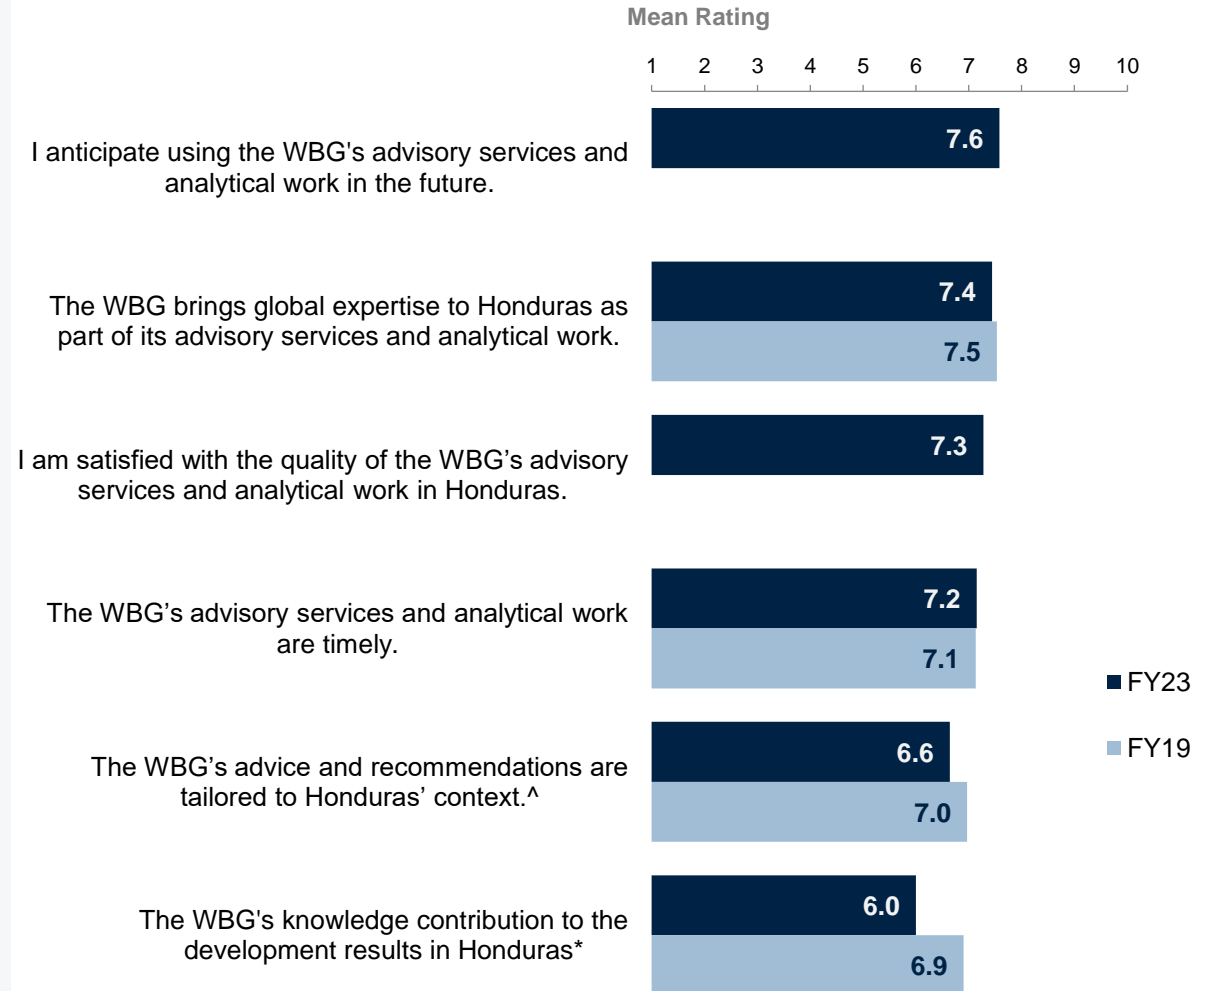 Mean Rating
1 2 3 4 5 6 7 8 9 10
I anticipate using the WBG's advisory services and
analytical work in the future.
7.6
The WBG brings global expertise to Honduras as
part of its advisory services and analytical work.
7.4
7.5
I am satisfied with the quality of the WBG’s advisory
services and analytical work in Honduras.
7.3
The WBG’s advisory services and analytical work
are timely.
7.2
7.1
The WBG’s advice and recommendations are
tailored to Honduras’ context.^
6.6
7.0
The WBG's knowledge contribution to the
development results in Honduras*
6.0
6.9
FY23
FY19